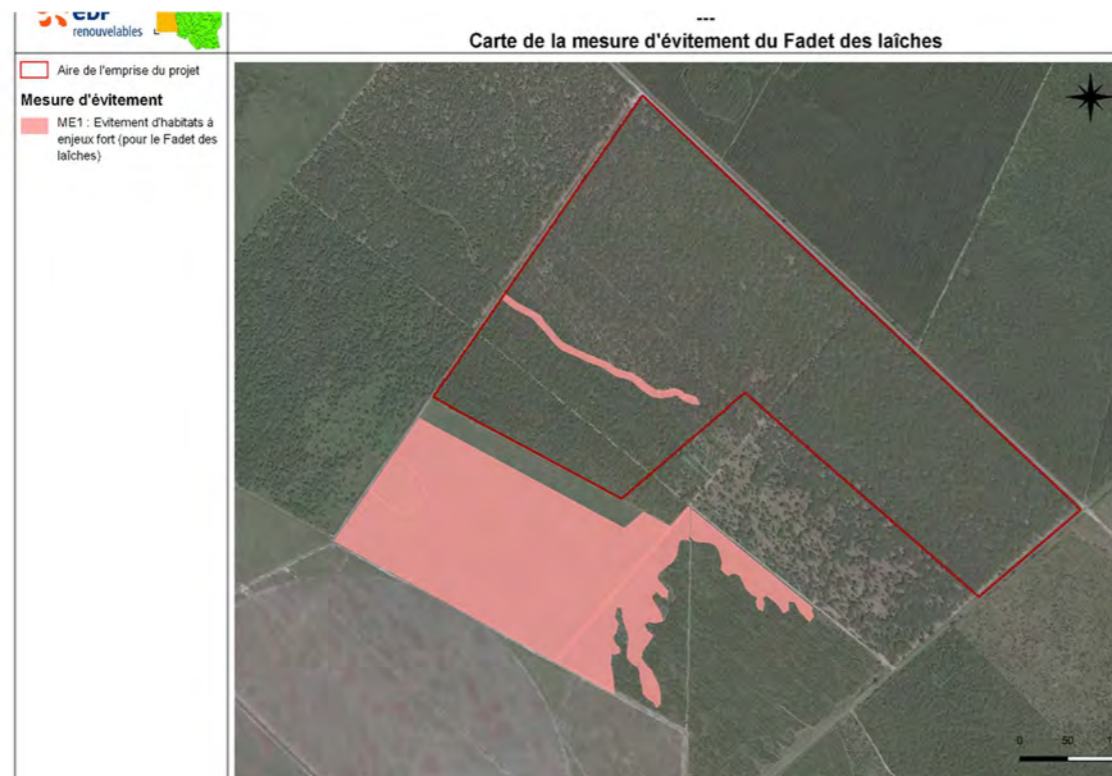 renouvelables
---
Carte de la mesure d'évitement du Fadet des laîches
Aire de l'emprise du projet
Mesure d'évitement
ME1 : Evitement d'habitats à
enjeux fort (pour le Fadet des
laîches)
0 50